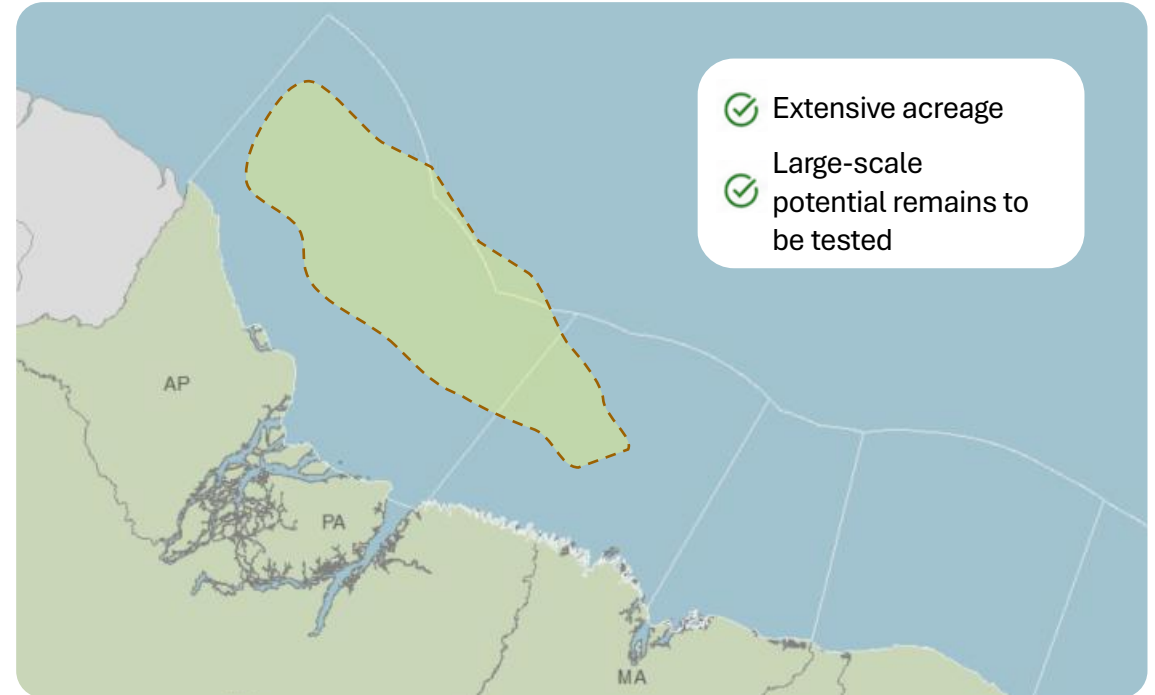 Extensive acreage
Large-scale
potential remains to
be tested
AP
PA
MA